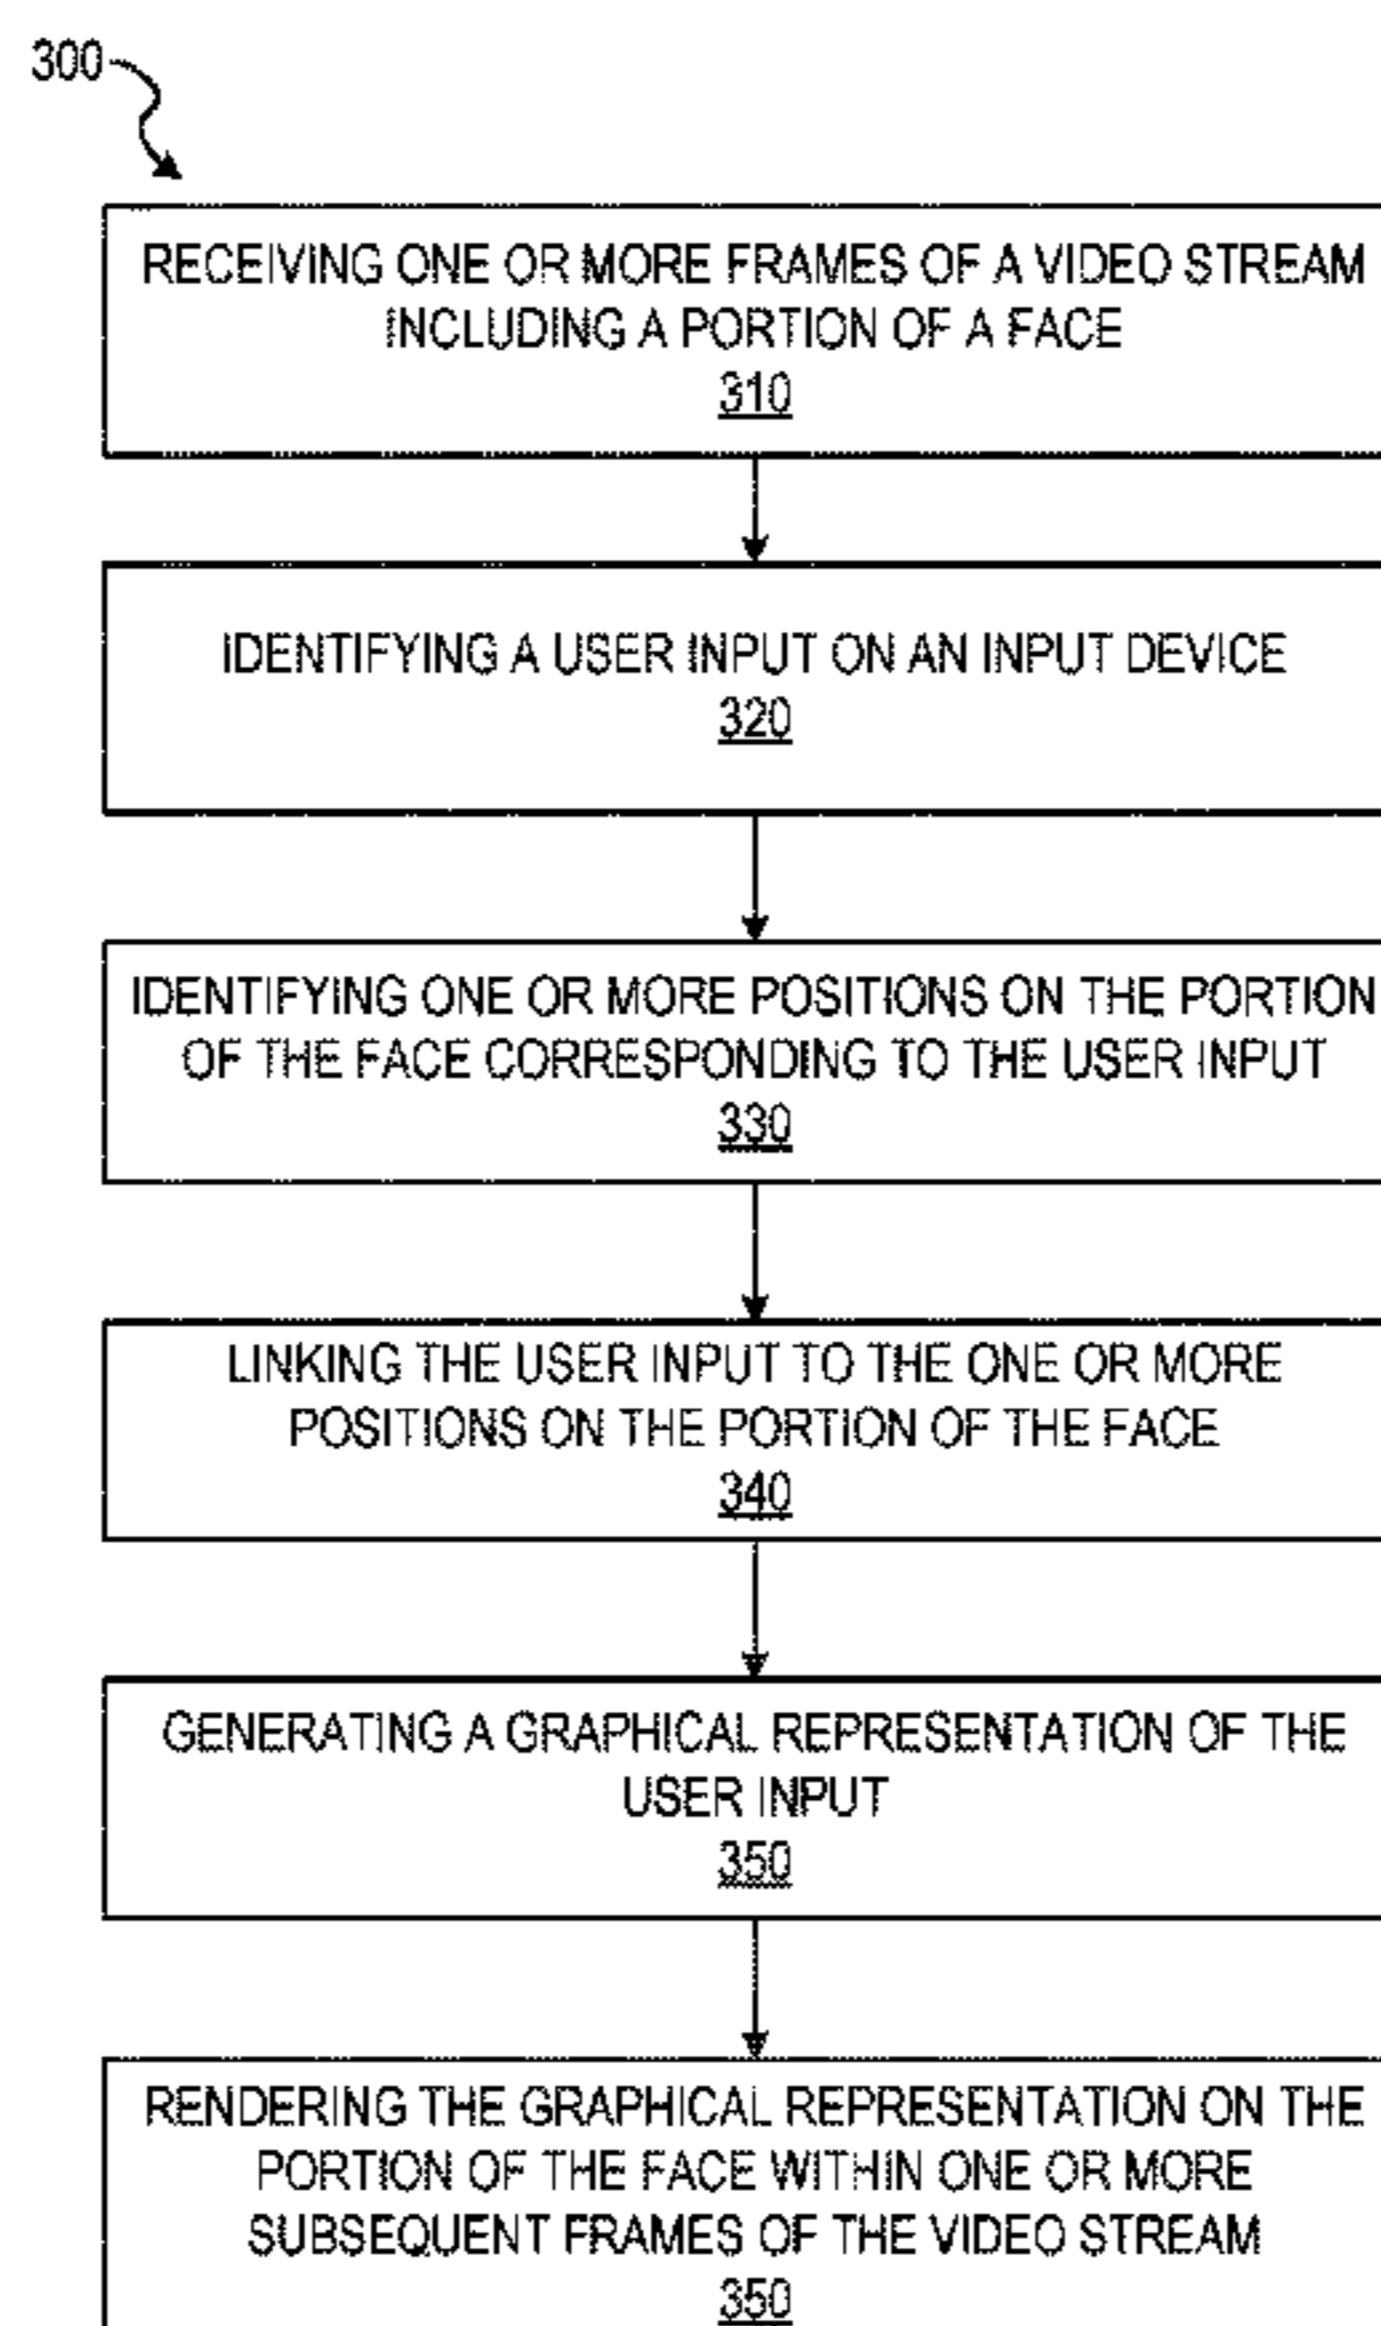 300
RECEIVING ONE OR MORE FRAMES OF A VIDEO STREAM
INCLUDING A PORTION OF A FACE
310
IDENTIFYING A USER INPUT ON AN INPUT DEVICE
320
IDENTIFYING ONE OR MORE POSITIONS ON THE PORTION
OF THE FACE CORRESPONDING TO THE USER INPUT
330
LINKING THE USER INPUT TO THE ONE OR MORE
POSITIONS ON THE PORTION OF THE FACE
340
GENERATING A GRAPHICAL REPRESENTATION OF THE
USER INPUT
350
RENDERING THE GRAPHICAL REPRESENTATION ON THE
PORTION OF THE FACE WITHIN ONE OR MORE
SUBSEQUENT FRAMES OF THE VIDEO STREAM
350